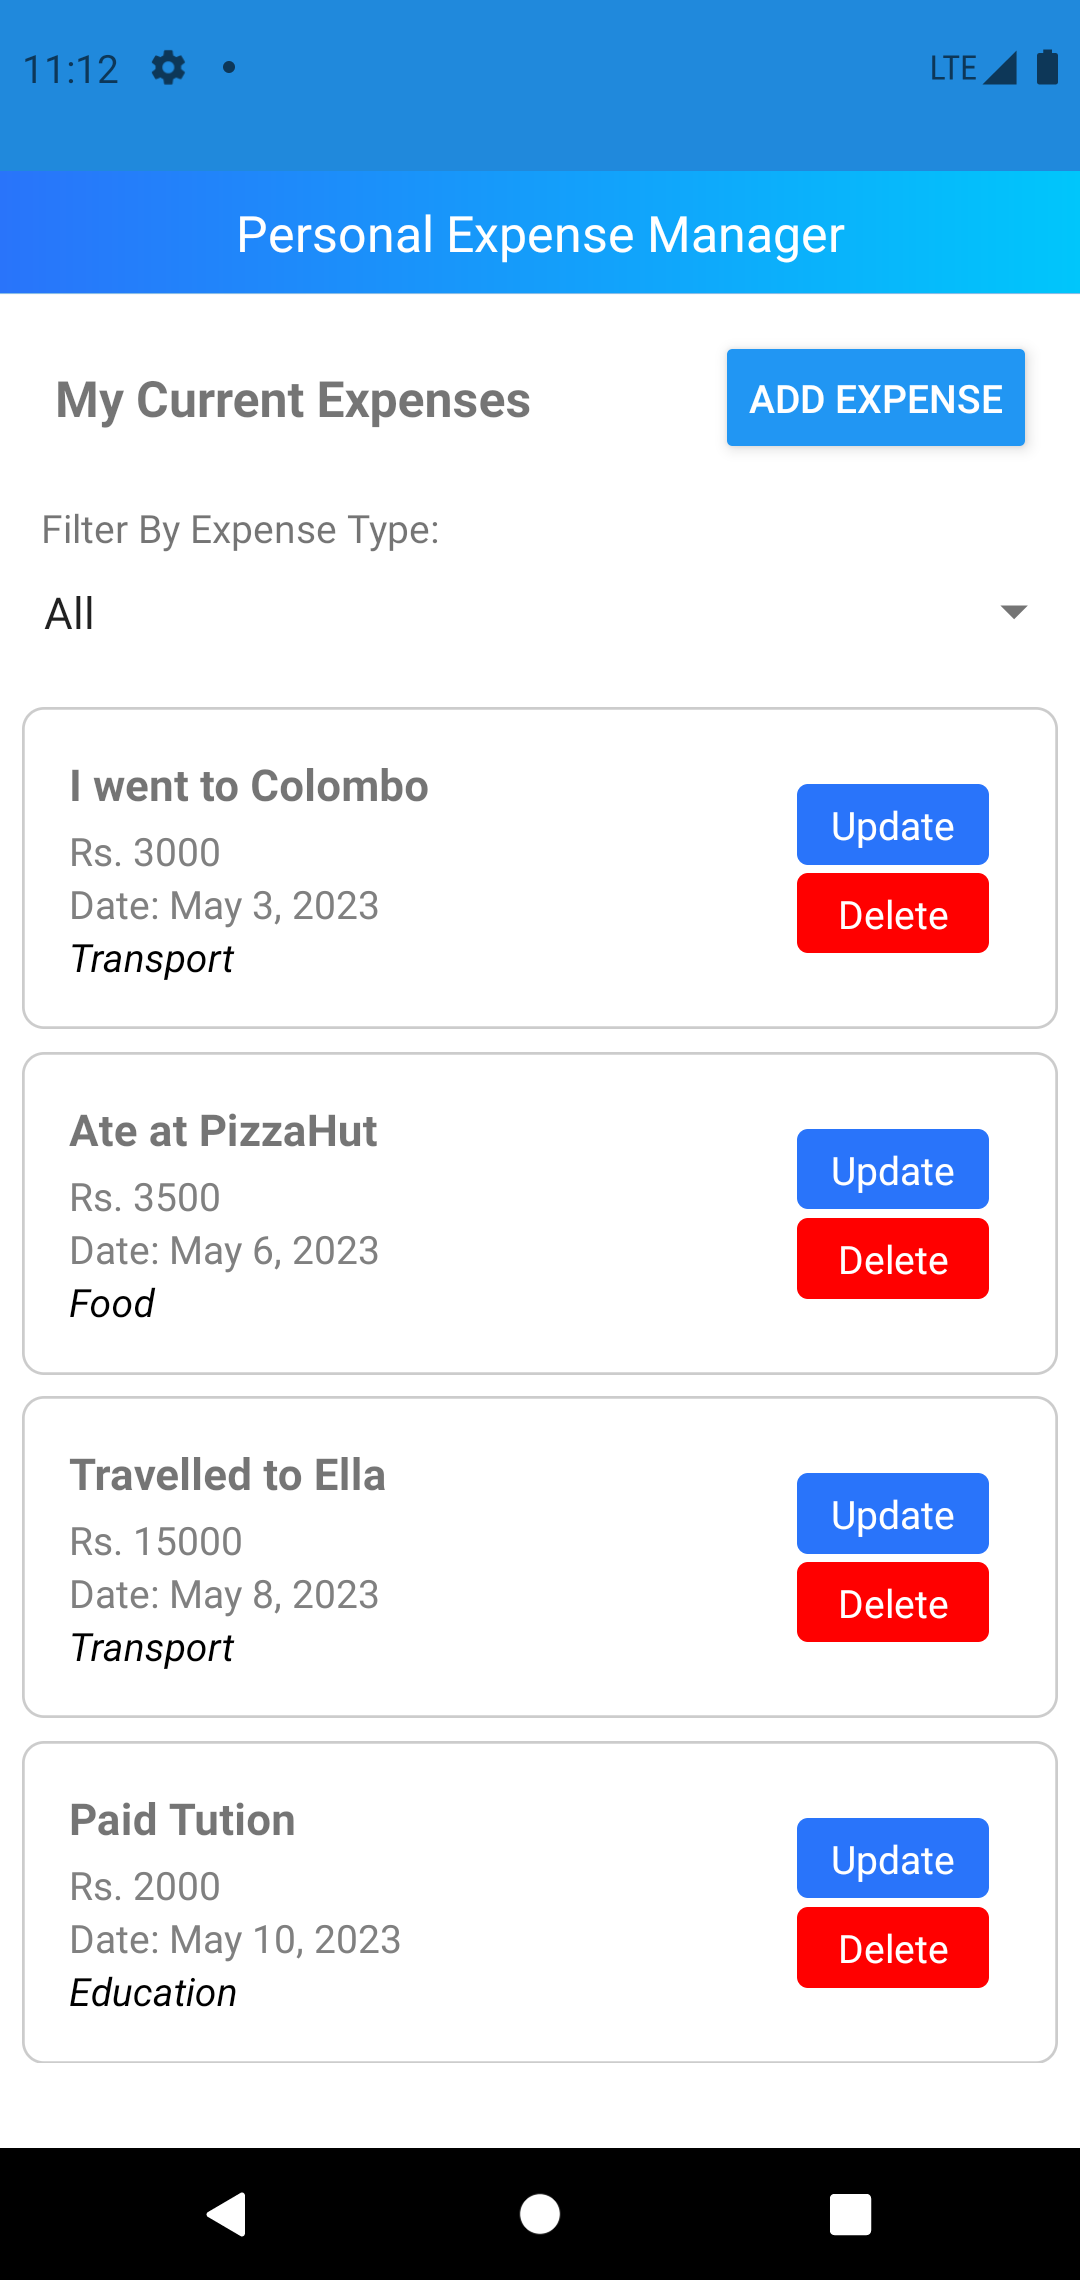 11:12
LTE
Personal Expense Manager
My Current Expenses
ADD EXPENSE
Filter By Expense Type:
All
I went to Colombo
Rs. 3000
Date: May 3, 2023
Transport
Update
Delete
Ate at PizzaHut
Rs. 3500
Date: May 6, 2023
Food
Update
Delete
Travelled to Ella
Rs. 15000
Date: May 8, 2023
Transport
Update
Delete
Paid Tution
Rs. 2000
Date: May 10, 2023
Education
Update
Delete